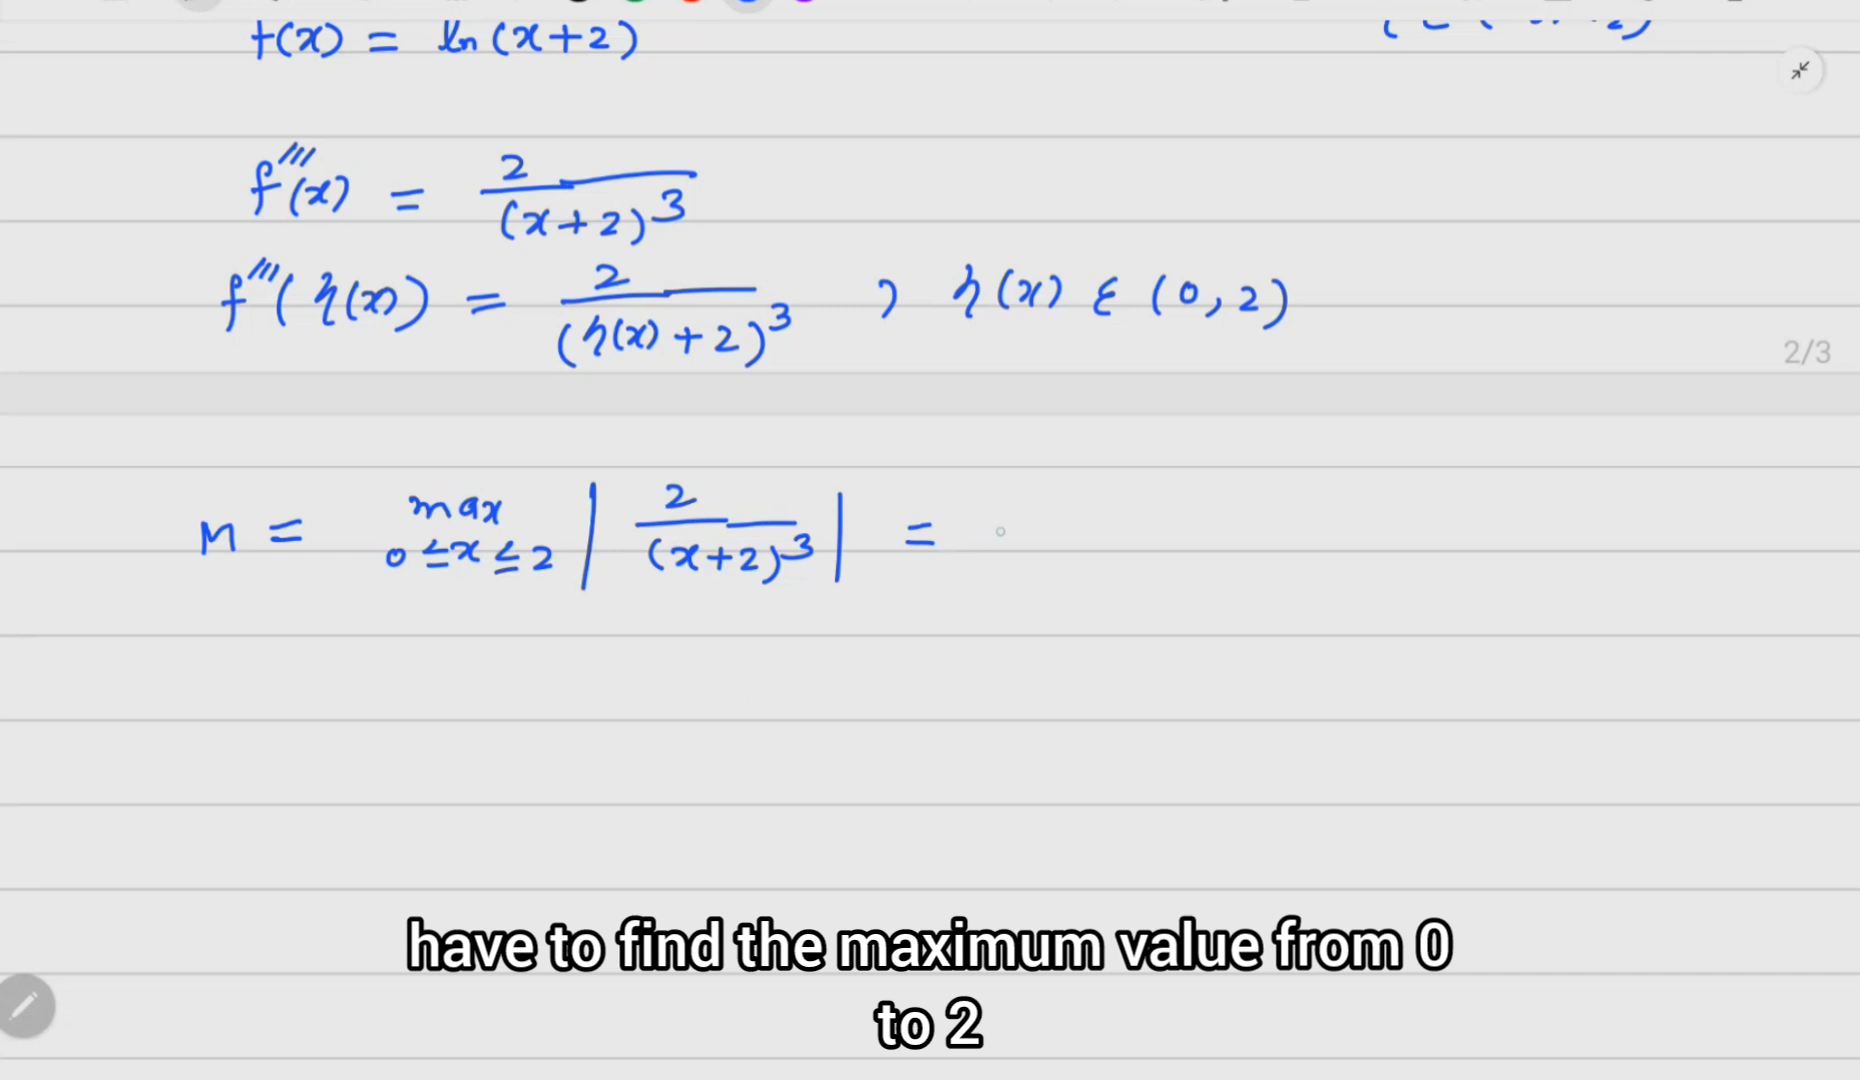 f(x) = ln(x+2)
f'''(x) = 2/(x+2)^3
f'''(η(x)) = 2/(η(x)+2)^3 , η(x) ∈ (0, 2)
2/3
M = max 0≤x≤2 | 2/(x+2)^3 | =
have to find the maximum value from 0
to 2